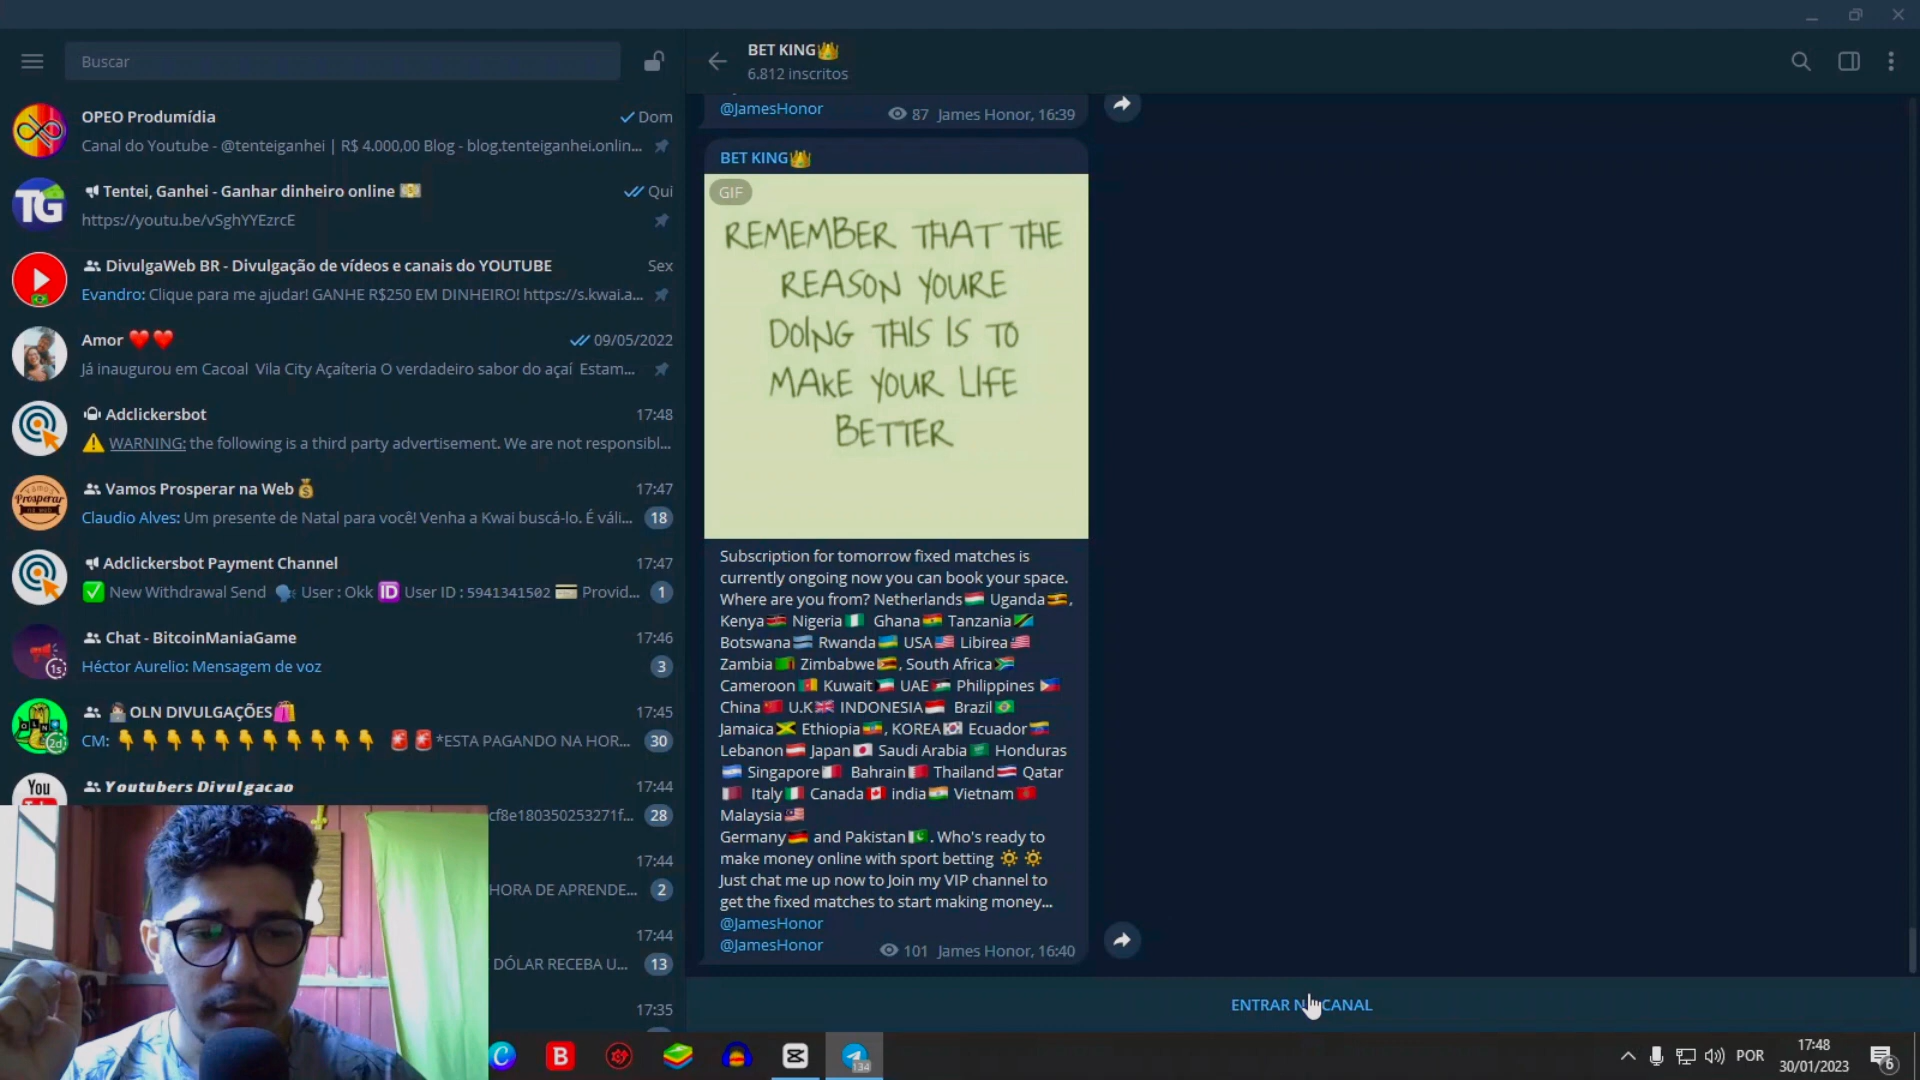 Buscar
OPEO Produmídia
Dom
Canal do Youtube - @tenteiganhei | R$ 4.000,00 Blog - blog.tenteiganhei.onlin...
TG
Tentei, Ganhei - Ganhar dinheiro online
Qui
https://youtu.be/vSghYYEzrcE
DivulgaWeb BR - Divulgação de vídeos e canais do YOUTUBE
Sex
Evandro: Clique para me ajudar! GANHE R$250 EM DINHEIRO! https://s.kwai.a...
Amor
09/05/2022
Já inaugurou em Cacoal Vila City Açaíteria O verdadeiro sabor do açaí Estam...
Adclickersbot
17:48
WARNING: the following is a third party advertisement. We are not responsibl...
Prosperar
Vamos Prosperar na Web
17:47
Claudio Alves: Um presente de Natal para você! Venha a Kwai buscá-lo. É váli...
18
Adclickersbot Payment Channel
17:47
New Withdrawal Send User : Okk ID User ID : 5941341502 Provid...
1
Chat - BitcoinManiaGame
17:46
1s
Héctor Aurelio: Mensagem de voz
3
OLN DIVULGAÇÕES
17:45
2d
CM: *ESTA PAGANDO NA HOR...
30
You
Youtubers Divulgacao
17:44
cf8e180350253271f...
28
17:44
HORA DE APRENDE...
2
17:44
DÓLAR RECEBA U...
13
17:35
BET KING
6.812 inscritos
@JamesHonor
87 James Honor, 16:39
BET KING
GIF
REMEMBER THAT THE
REASON YOURE
DOING THIS IS TO
MAKE YOUR LIFE
BETTER
Subscription for tomorrow fixed matches is
currently ongoing now you can book your space.
Where are you from? Netherlands Uganda,
Kenya Nigeria Ghana Tanzania
Botswana Rwanda USA Libirea
Zambia Zimbabwe, South Africa
Cameroon Kuwait UAE Philippines
China U.K INDONESIA Brazil
Jamaica Ethiopia, KOREA Ecuador
Lebanon Japan Saudi Arabia Honduras
Singapore Bahrain Thailand Qatar
Italy Canada india Vietnam
Malaysia
Germany and Pakistan. Who's ready to
make money online with sport betting
Just chat me up now to Join my VIP channel to
get the fixed matches to start making money...
@JamesHonor
@JamesHonor
101 James Honor, 16:40
ENTRAR N CANAL
B
134
POR
17:48
30/01/2023
6